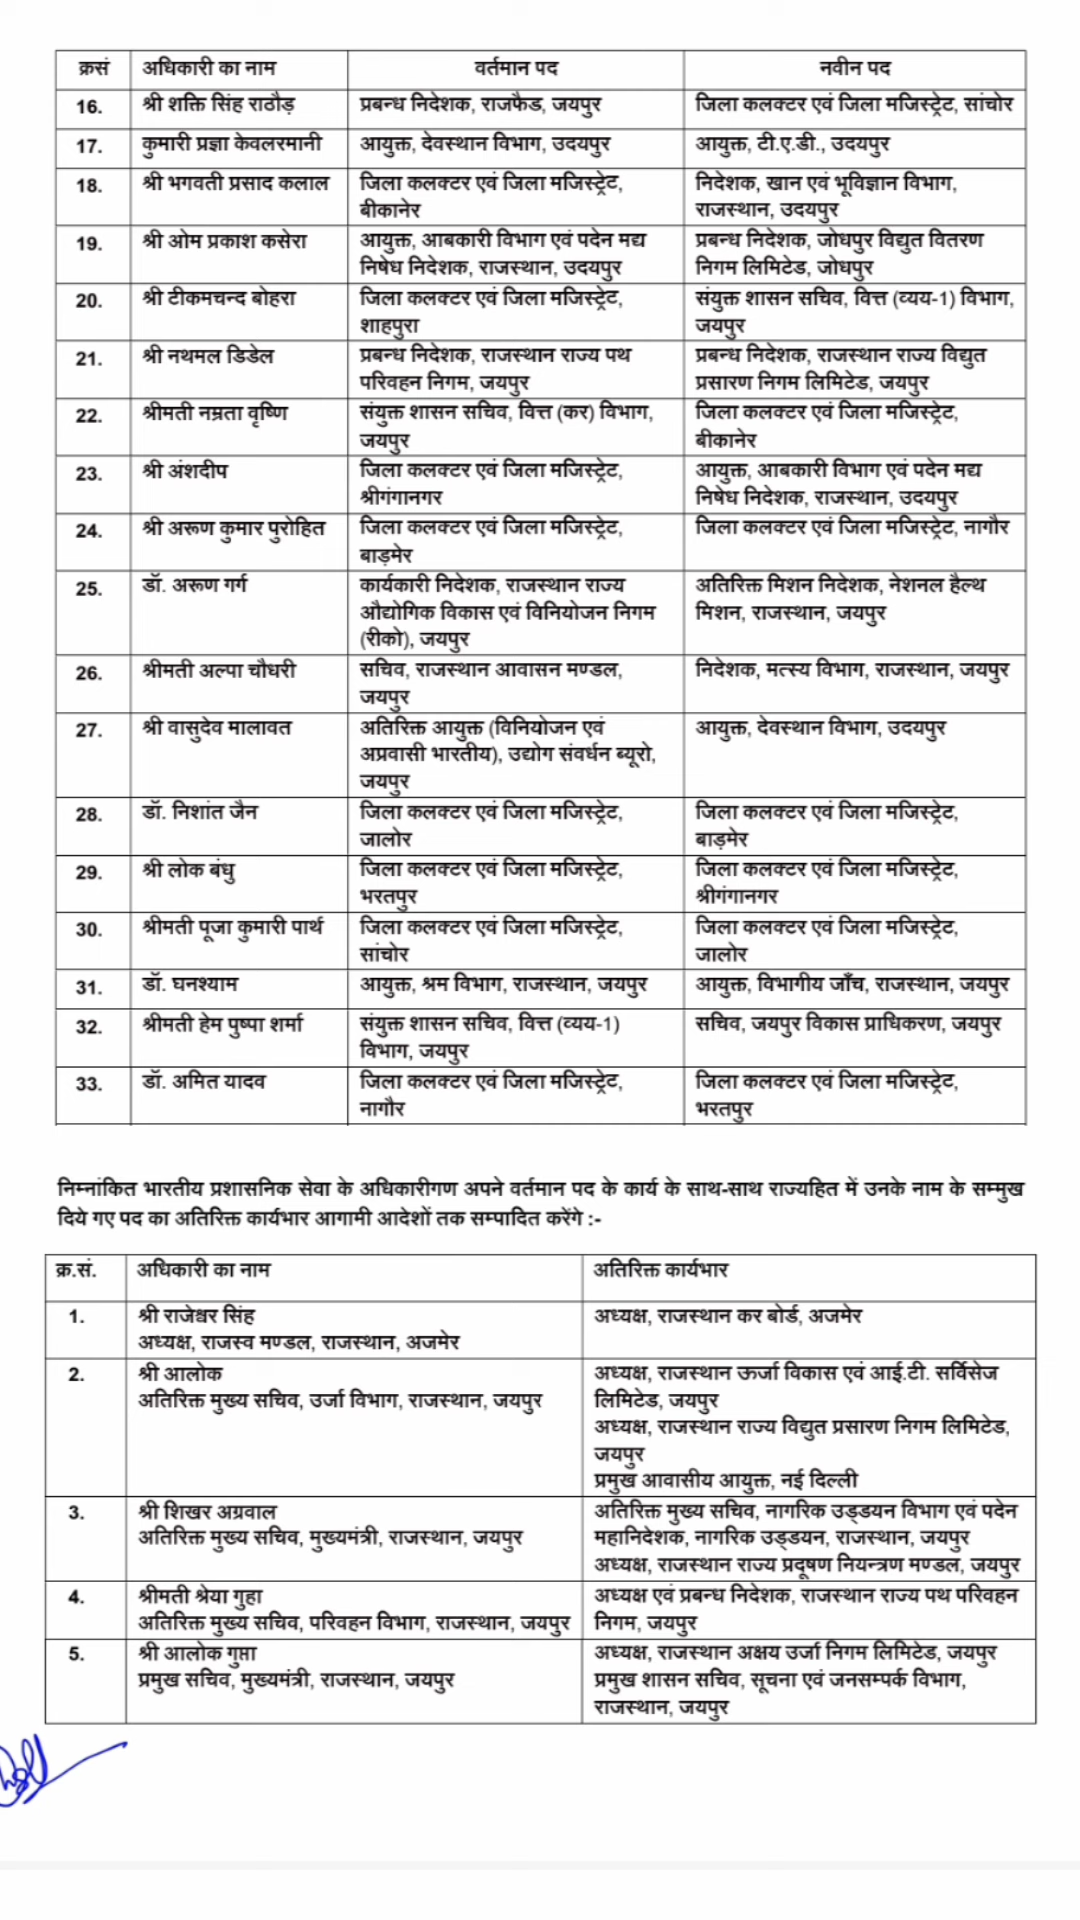 क्रसं अधिकारी का नाम वर्तमान पद नवीन पद
16. श्री शक्ति सिंह राठौड़ प्रबन्ध निदेशक, राजफैड, जयपुर जिला कलक्टर एवं जिला मजिस्ट्रेट, सांचोर
17. कुमारी प्रज्ञा केवलरमानी आयुक्त, देवस्थान विभाग, उदयपुर आयुक्त, टी.ए.डी., उदयपुर
18. श्री भगवती प्रसाद कलाल जिला कलक्टर एवं जिला मजिस्ट्रेट, निदेशक, खान एवं भूविज्ञान विभाग,
बीकानेर राजस्थान, उदयपुर
19. श्री ओम प्रकाश कसेरा आयुक्त, आबकारी विभाग एवं पदेन मद्य प्रबन्ध निदेशक, जोधपुर विद्युत वितरण
निषेध निदेशक, राजस्थान, उदयपुर निगम लिमिटेड, जोधपुर
20. श्री टीकमचन्द बोहरा जिला कलक्टर एवं जिला मजिस्ट्रेट, संयुक्त शासन सचिव, वित्त (व्यय-1) विभाग,
शाहपुरा जयपुर
21. श्री नथमल डिडेल प्रबन्ध निदेशक, राजस्थान राज्य पथ प्रबन्ध निदेशक, राजस्थान राज्य विद्युत
परिवहन निगम, जयपुर प्रसारण निगम लिमिटेड, जयपुर
22. श्रीमती नम्रता वृष्णि संयुक्त शासन सचिव, वित्त (कर) विभाग, जिला कलक्टर एवं जिला मजिस्ट्रेट,
जयपुर बीकानेर
23. श्री अंशदीप जिला कलक्टर एवं जिला मजिस्ट्रेट, आयुक्त, आबकारी विभाग एवं पदेन मद्य
श्रीगंगानगर निषेध निदेशक, राजस्थान, उदयपुर
24. श्री अरूण कुमार पुरोहित जिला कलक्टर एवं जिला मजिस्ट्रेट, जिला कलक्टर एवं जिला मजिस्ट्रेट, नागौर
बाड़मेर
25. डॉ. अरूण गर्ग कार्यकारी निदेशक, राजस्थान राज्य अतिरिक्त मिशन निदेशक, नेशनल हैल्थ
औद्योगिक विकास एवं विनियोजन निगम मिशन, राजस्थान, जयपुर
(रीको), जयपुर
26. श्रीमती अल्पा चौधरी सचिव, राजस्थान आवासन मण्डल, निदेशक, मत्स्य विभाग, राजस्थान, जयपुर
जयपुर
27. श्री वासुदेव मालावत अतिरिक्त आयुक्त (विनियोजन एवं आयुक्त, देवस्थान विभाग, उदयपुर
अप्रवासी भारतीय), उद्योग संवर्धन ब्यूरो,
जयपुर
28. डॉ. निशांत जैन जिला कलक्टर एवं जिला मजिस्ट्रेट, जिला कलक्टर एवं जिला मजिस्ट्रेट,
जालोर बाड़मेर
29. श्री लोक बंधु जिला कलक्टर एवं जिला मजिस्ट्रेट, जिला कलक्टर एवं जिला मजिस्ट्रेट,
भरतपुर श्रीगंगानगर
30. श्रीमती पूजा कुमारी पार्थ जिला कलक्टर एवं जिला मजिस्ट्रेट, जिला कलक्टर एवं जिला मजिस्ट्रेट,
सांचोर जालोर
31. डॉ. घनश्याम आयुक्त, श्रम विभाग, राजस्थान, जयपुर आयुक्त, विभागीय जाँच, राजस्थान, जयपुर
32. श्रीमती हेम पुष्पा शर्मा संयुक्त शासन सचिव, वित्त (व्यय-1) सचिव, जयपुर विकास प्राधिकरण, जयपुर
विभाग, जयपुर
33. डॉ. अमित यादव जिला कलक्टर एवं जिला मजिस्ट्रेट, जिला कलक्टर एवं जिला मजिस्ट्रेट,
नागौर भरतपुर
निम्नांकित भारतीय प्रशासनिक सेवा के अधिकारीगण अपने वर्तमान पद के कार्य के साथ-साथ राज्यहित में उनके नाम के सम्मुख
दिये गए पद का अतिरिक्त कार्यभार आगामी आदेशों तक सम्पादित करेंगे :-
क्र.सं. अधिकारी का नाम अतिरिक्त कार्यभार
1. श्री राजेश्वर सिंह अध्यक्ष, राजस्थान कर बोर्ड, अजमेर
अध्यक्ष, राजस्व मण्डल, राजस्थान, अजमेर
2. श्री आलोक अध्यक्ष, राजस्थान ऊर्जा विकास एवं आई.टी. सर्विसेज
अतिरिक्त मुख्य सचिव, उर्जा विभाग, राजस्थान, जयपुर लिमिटेड, जयपुर
अध्यक्ष, राजस्थान राज्य विद्युत प्रसारण निगम लिमिटेड,
जयपुर
प्रमुख आवासीय आयुक्त, नई दिल्ली
3. श्री शिखर अग्रवाल अतिरिक्त मुख्य सचिव, नागरिक उड्डयन विभाग एवं पदेन
अतिरिक्त मुख्य सचिव, मुख्यमंत्री, राजस्थान, जयपुर महानिदेशक, नागरिक उड्डयन, राजस्थान, जयपुर
अध्यक्ष, राजस्थान राज्य प्रदूषण नियन्त्रण मण्डल, जयपुर
4. श्रीमती श्रेया गुहा अध्यक्ष एवं प्रबन्ध निदेशक, राजस्थान राज्य पथ परिवहन
अतिरिक्त मुख्य सचिव, परिवहन विभाग, राजस्थान, जयपुर निगम, जयपुर
5. श्री आलोक गुप्ता अध्यक्ष, राजस्थान अक्षय उर्जा निगम लिमिटेड, जयपुर
प्रमुख सचिव, मुख्यमंत्री, राजस्थान, जयपुर प्रमुख शासन सचिव, सूचना एवं जनसम्पर्क विभाग,
राजस्थान, जयपुर